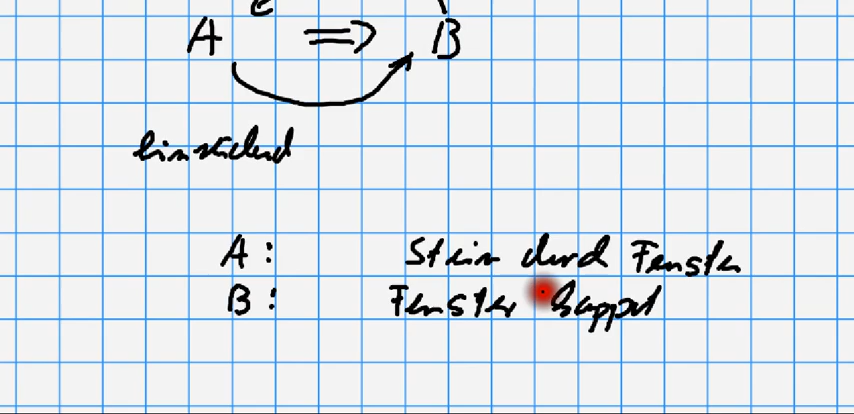 A ⇒ B
hinreichend
A: Stein durch Fenster
B: Fenster kaputt